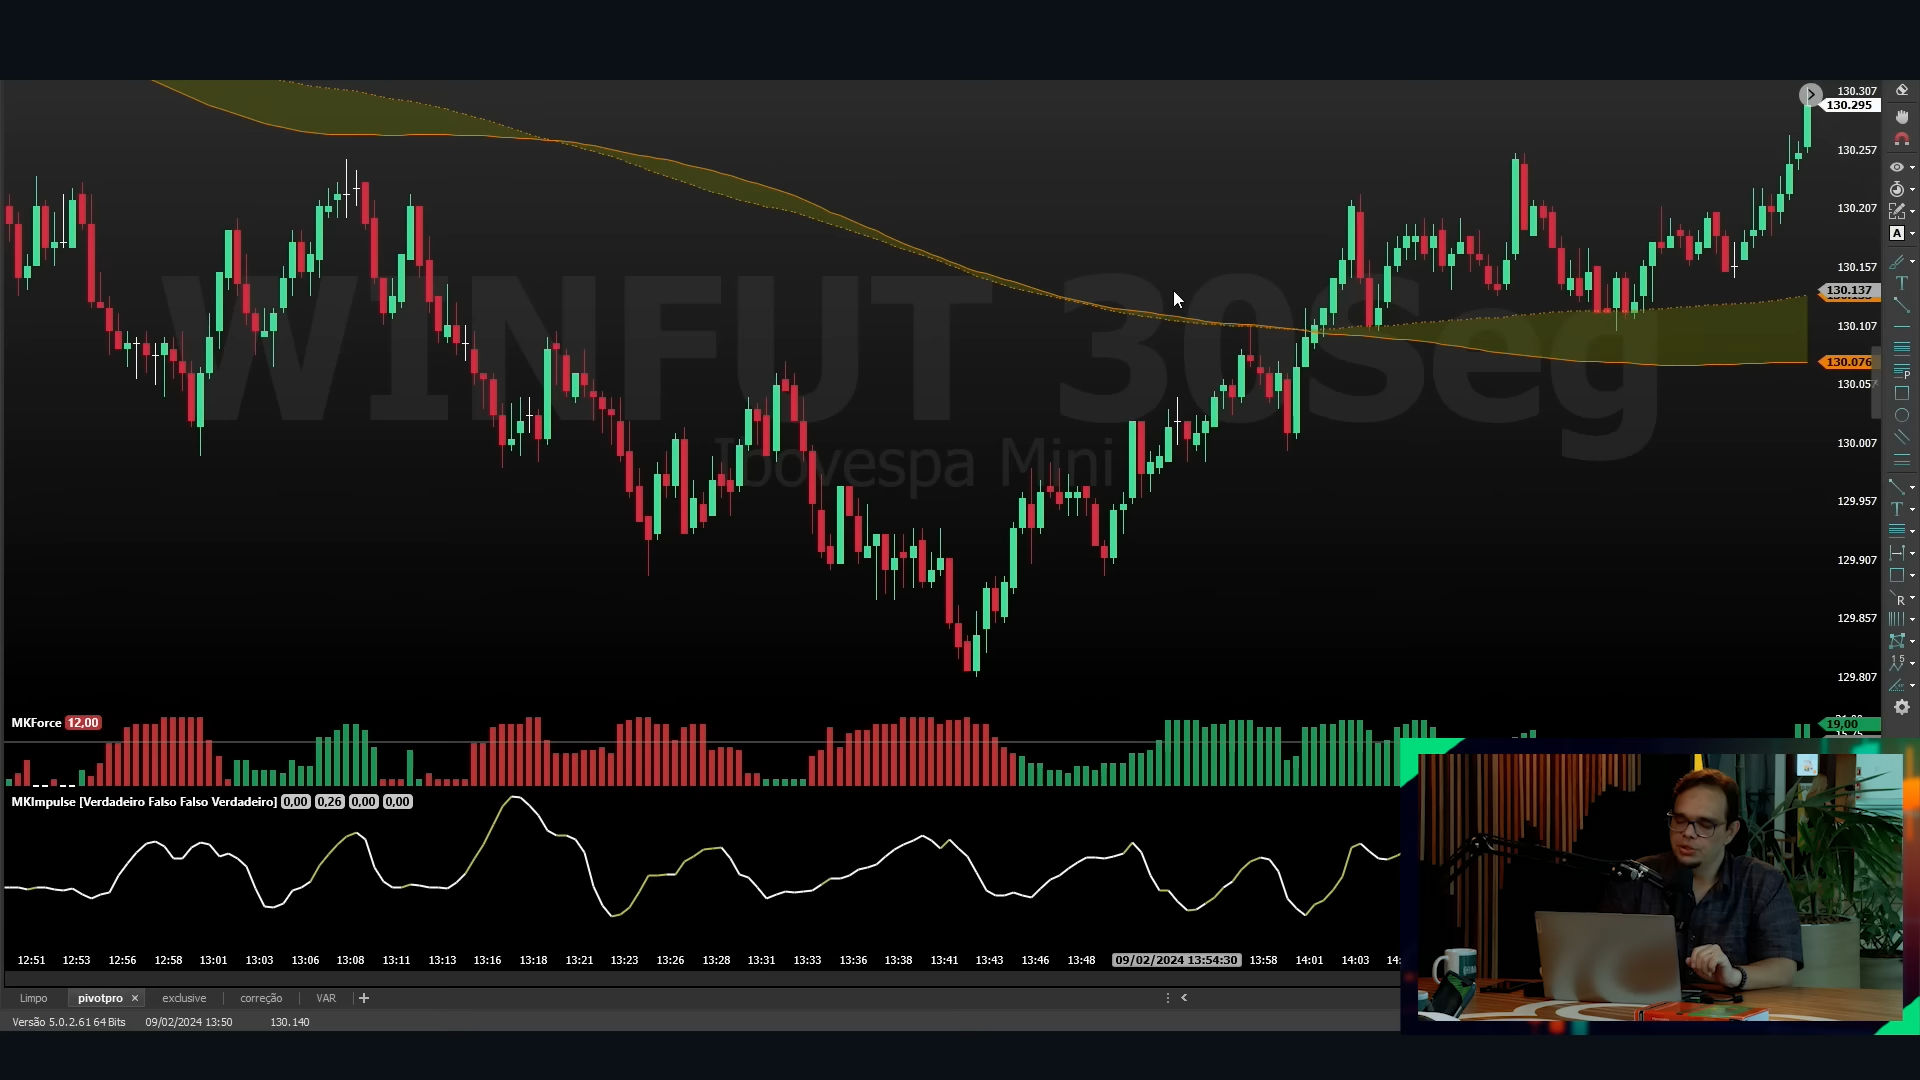 WINFUT 30Seg
Ibovespa Mini
130.307
130.295
130.257
130.207
130.157
130.137
130.107
130.076
130.057
130.007
129.957
129.907
129.857
129.807
MKForce 12,00
19,00
MKImpulse [Verdadeiro Falso Falso Verdadeiro] 0,00 0,26 0,00 0,00
12:51 12:53 12:56 12:58 13:01 13:03 13:06 13:08 13:11 13:13 13:16 13:18 13:21 13:23 13:26 13:28 13:31 13:33 13:36 13:38 13:41 13:43 13:46 13:48 09/02/2024 13:54:30 13:58 14:01 14:03
Limpo pivotpro × exclusive correção VAR +
Versão 5.0.2.61 64 Bits 09/02/2024 13:50 130.140